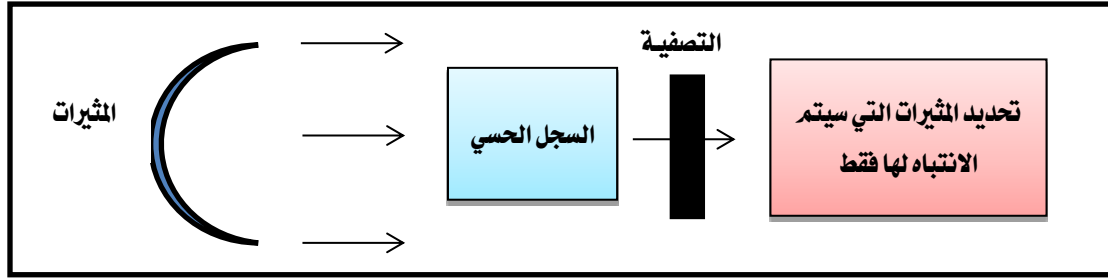 المثيرات
السجل الحسي
التصفية
تحديد المثيرات التي سيتم
الانتباه لها فقط